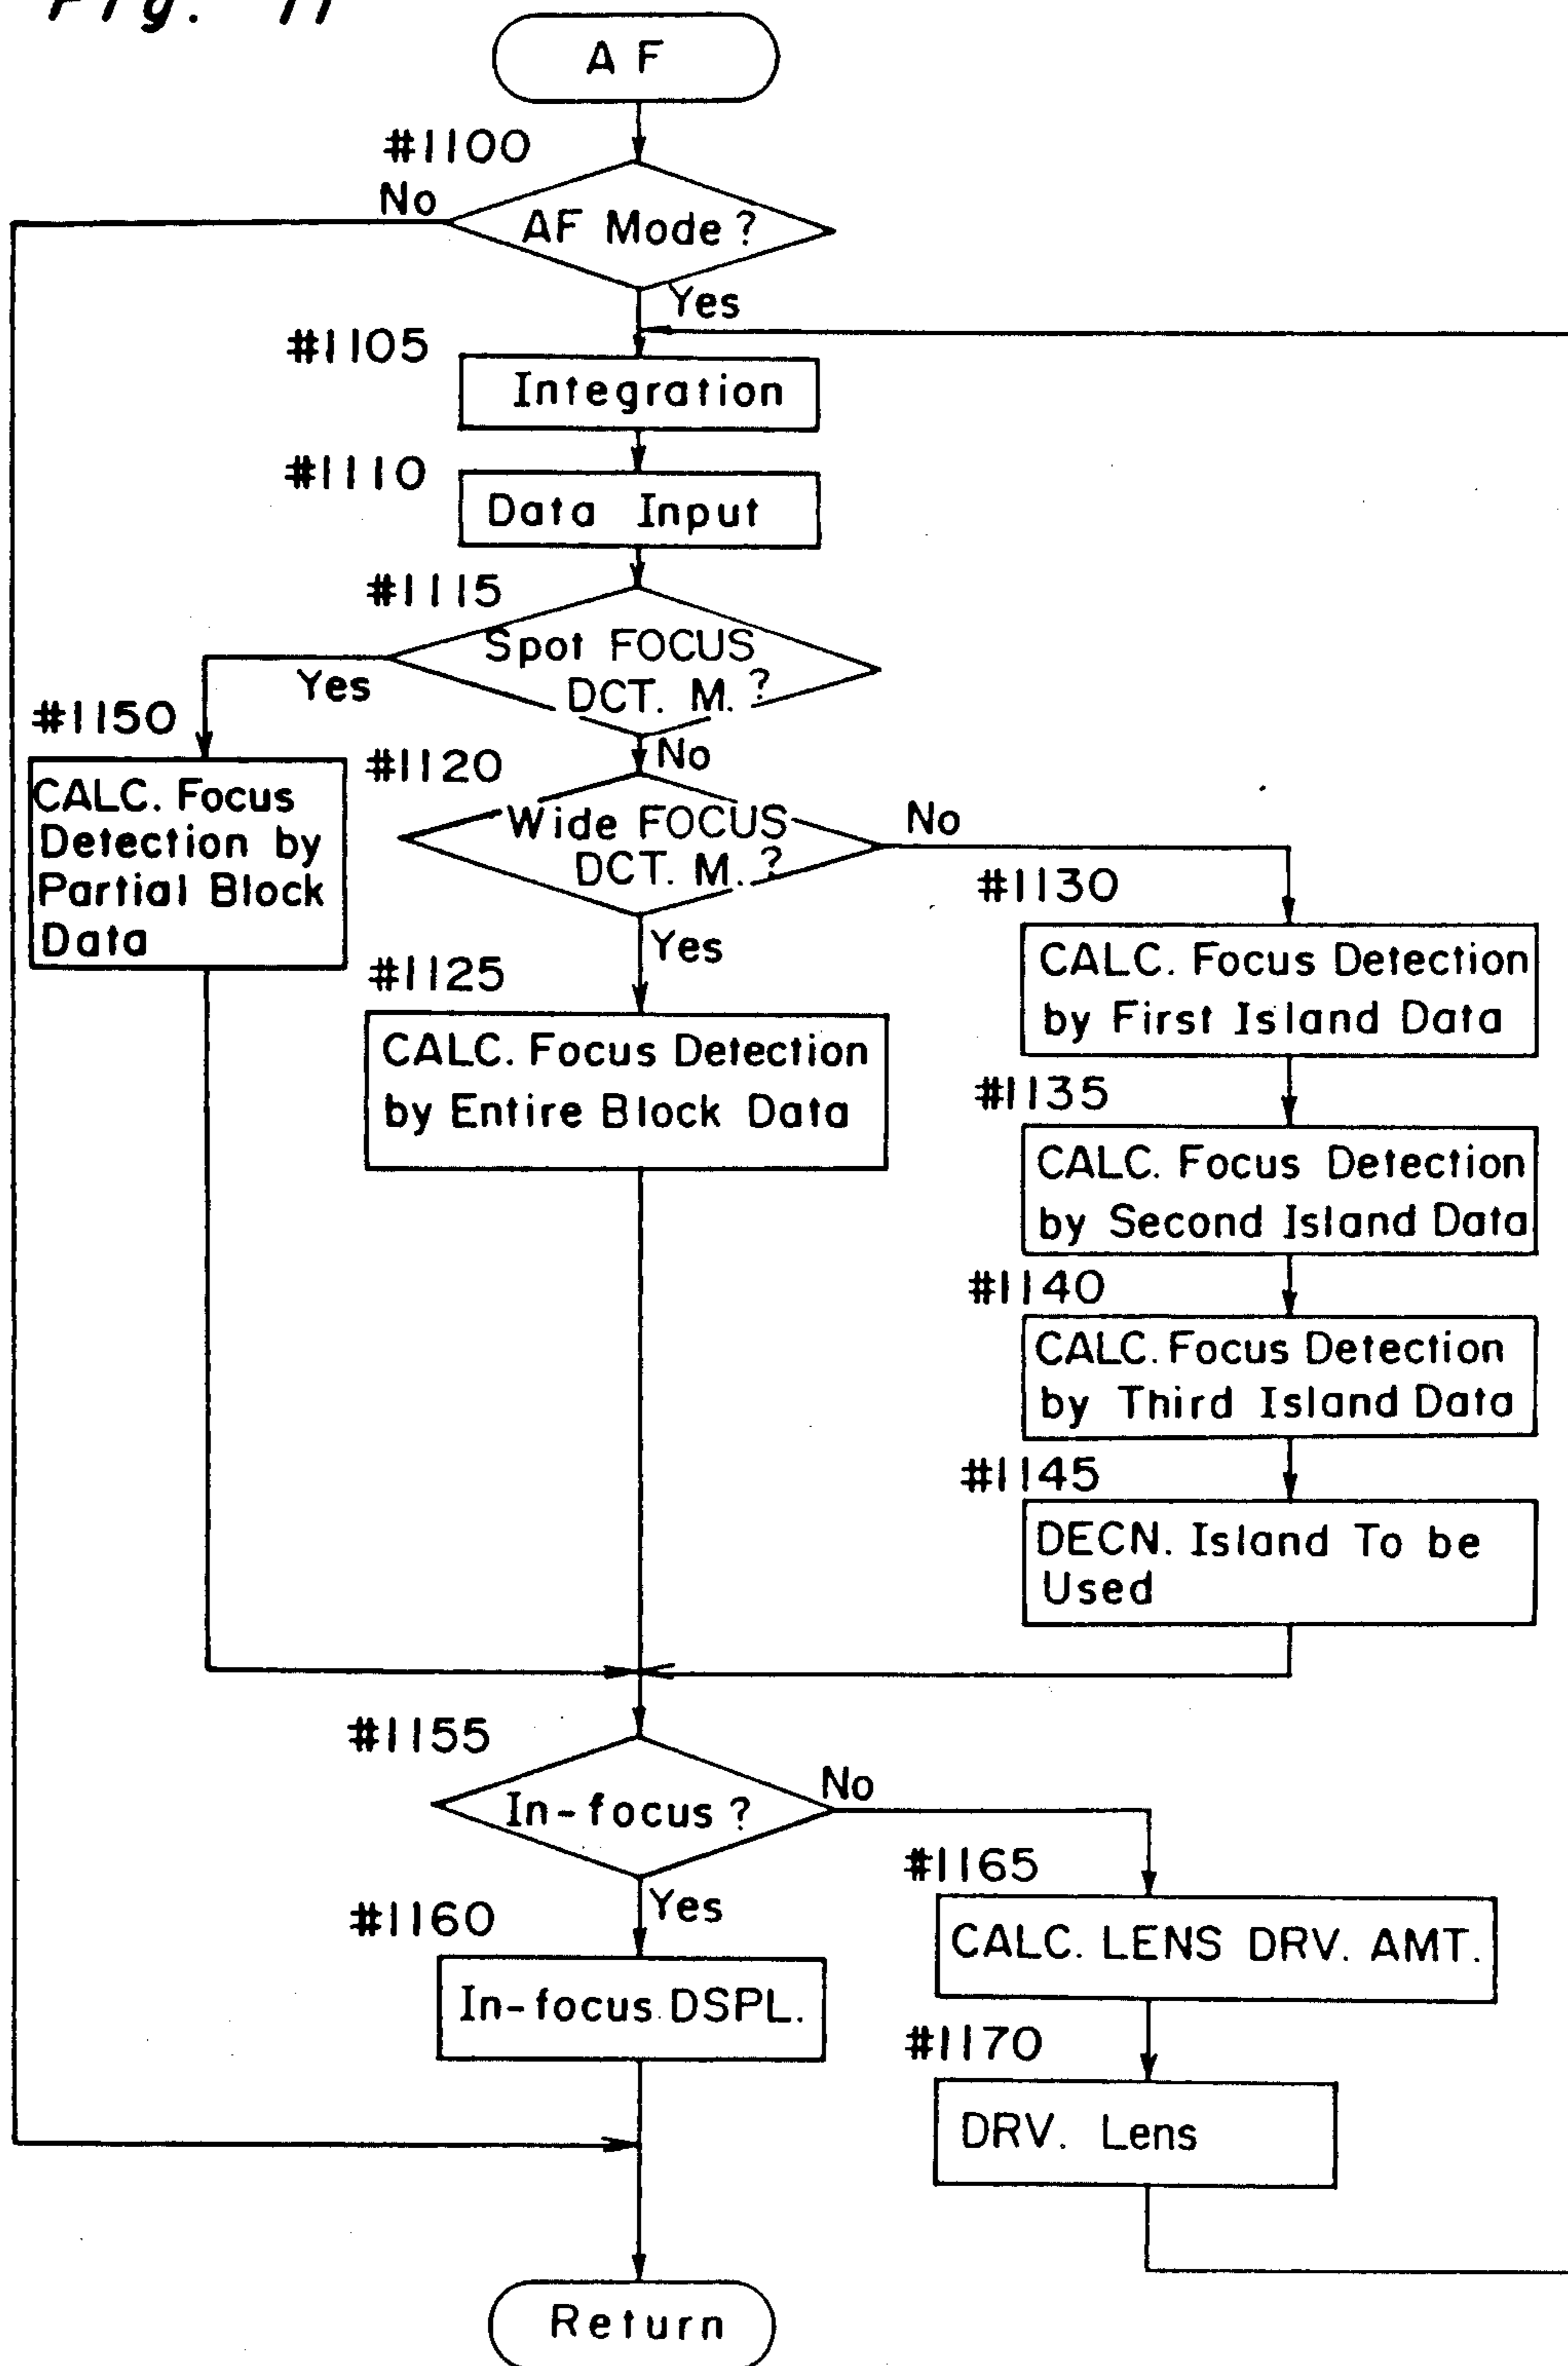 Fig. 11
AF
#1100
No
AF Mode?
Yes
#1105
Integration
#1110
Data Input
#1115
Spot FOCUS
DCT. M.?
Yes
No
#1150
CALC. Focus
Detection by
Partial Block
Data
#1120
Wide FOCUS
DCT. M.?
No
Yes
#1125
CALC. Focus Detection
by Entire Block Data
#1130
CALC. Focus Detection
by First Island Data
#1135
CALC. Focus Detection
by Second Island Data
#1140
CALC. Focus Detection
by Third Island Data
#1145
DECN. Island To be
Used
#1155
In-focus?
No
Yes
#1160
In-focus DSPL.
#1165
CALC. LENS DRV. AMT.
#1170
DRV. Lens
Return